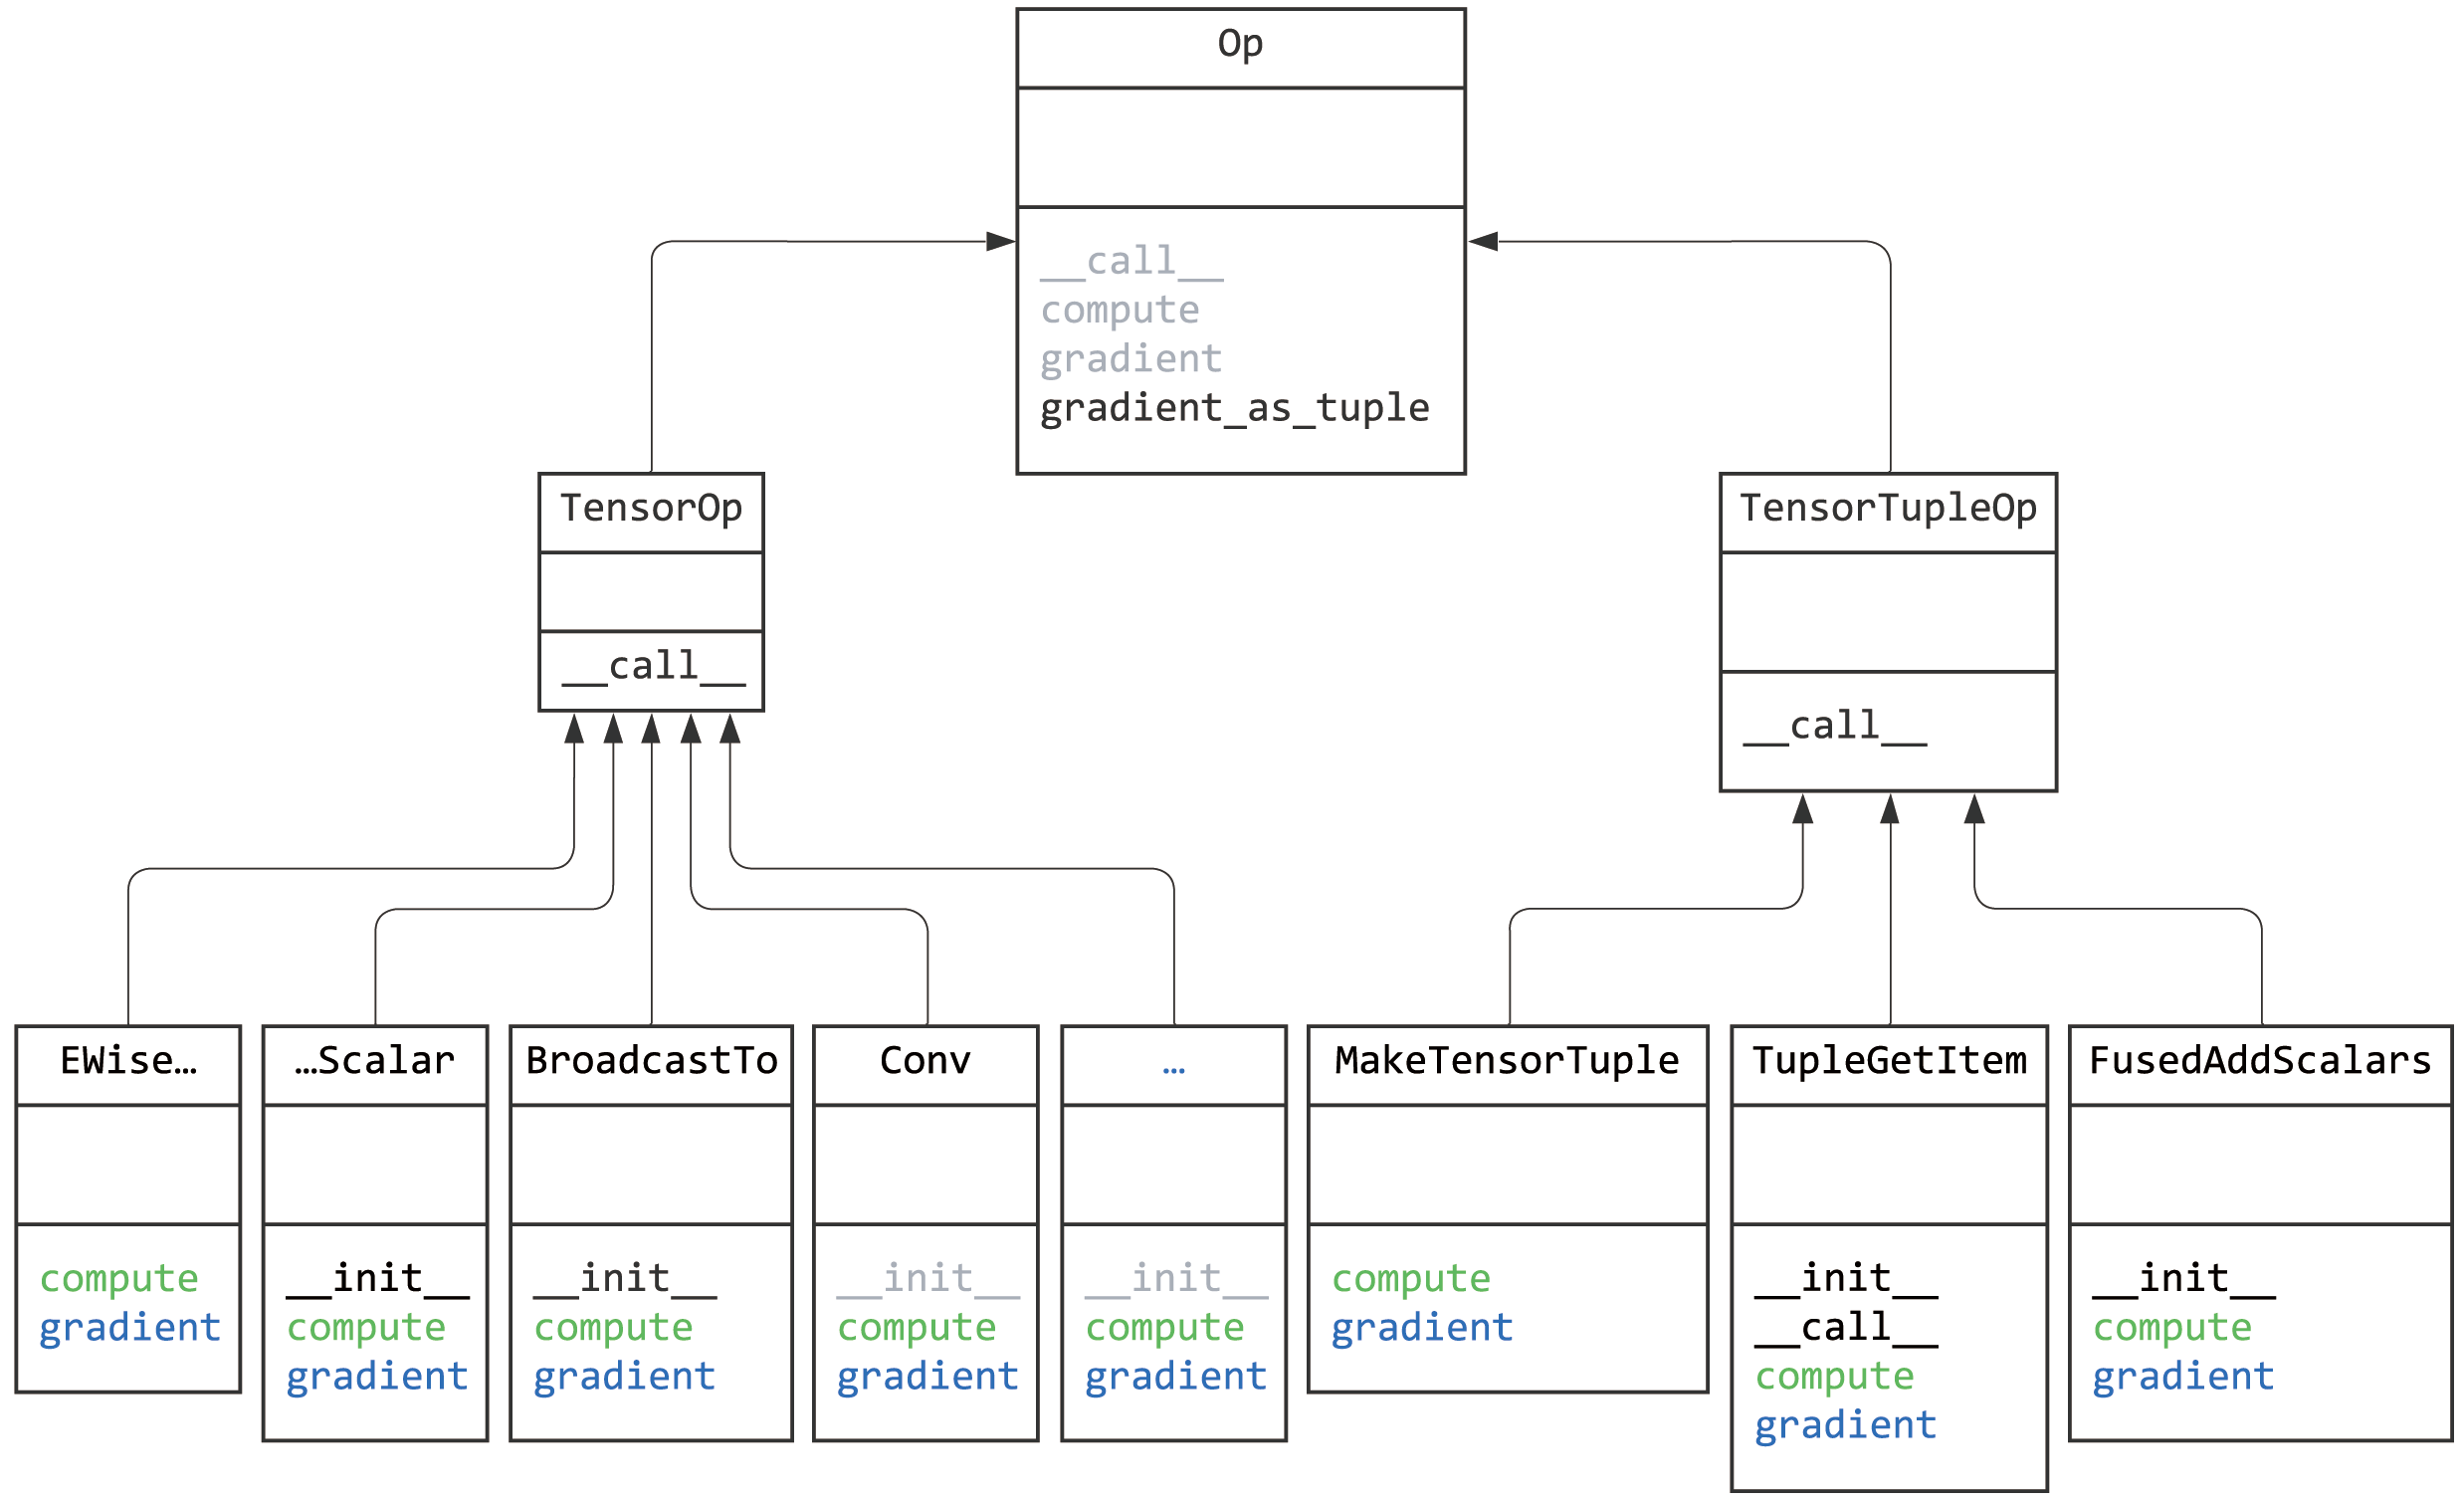 Op
__call__
compute
gradient
gradient_as_tuple
TensorOp
__call__
TensorTupleOp
__call__
EWise…
compute
gradient
…Scalar
__init__
compute
gradient
BroadcastTo
__init__
compute
gradient
Conv
__init__
compute
gradient
…
__init__
compute
gradient
MakeTensorTuple
compute
gradient
TupleGetItem
__init__
__call__
compute
gradient
FusedAddScalars
__init__
compute
gradient